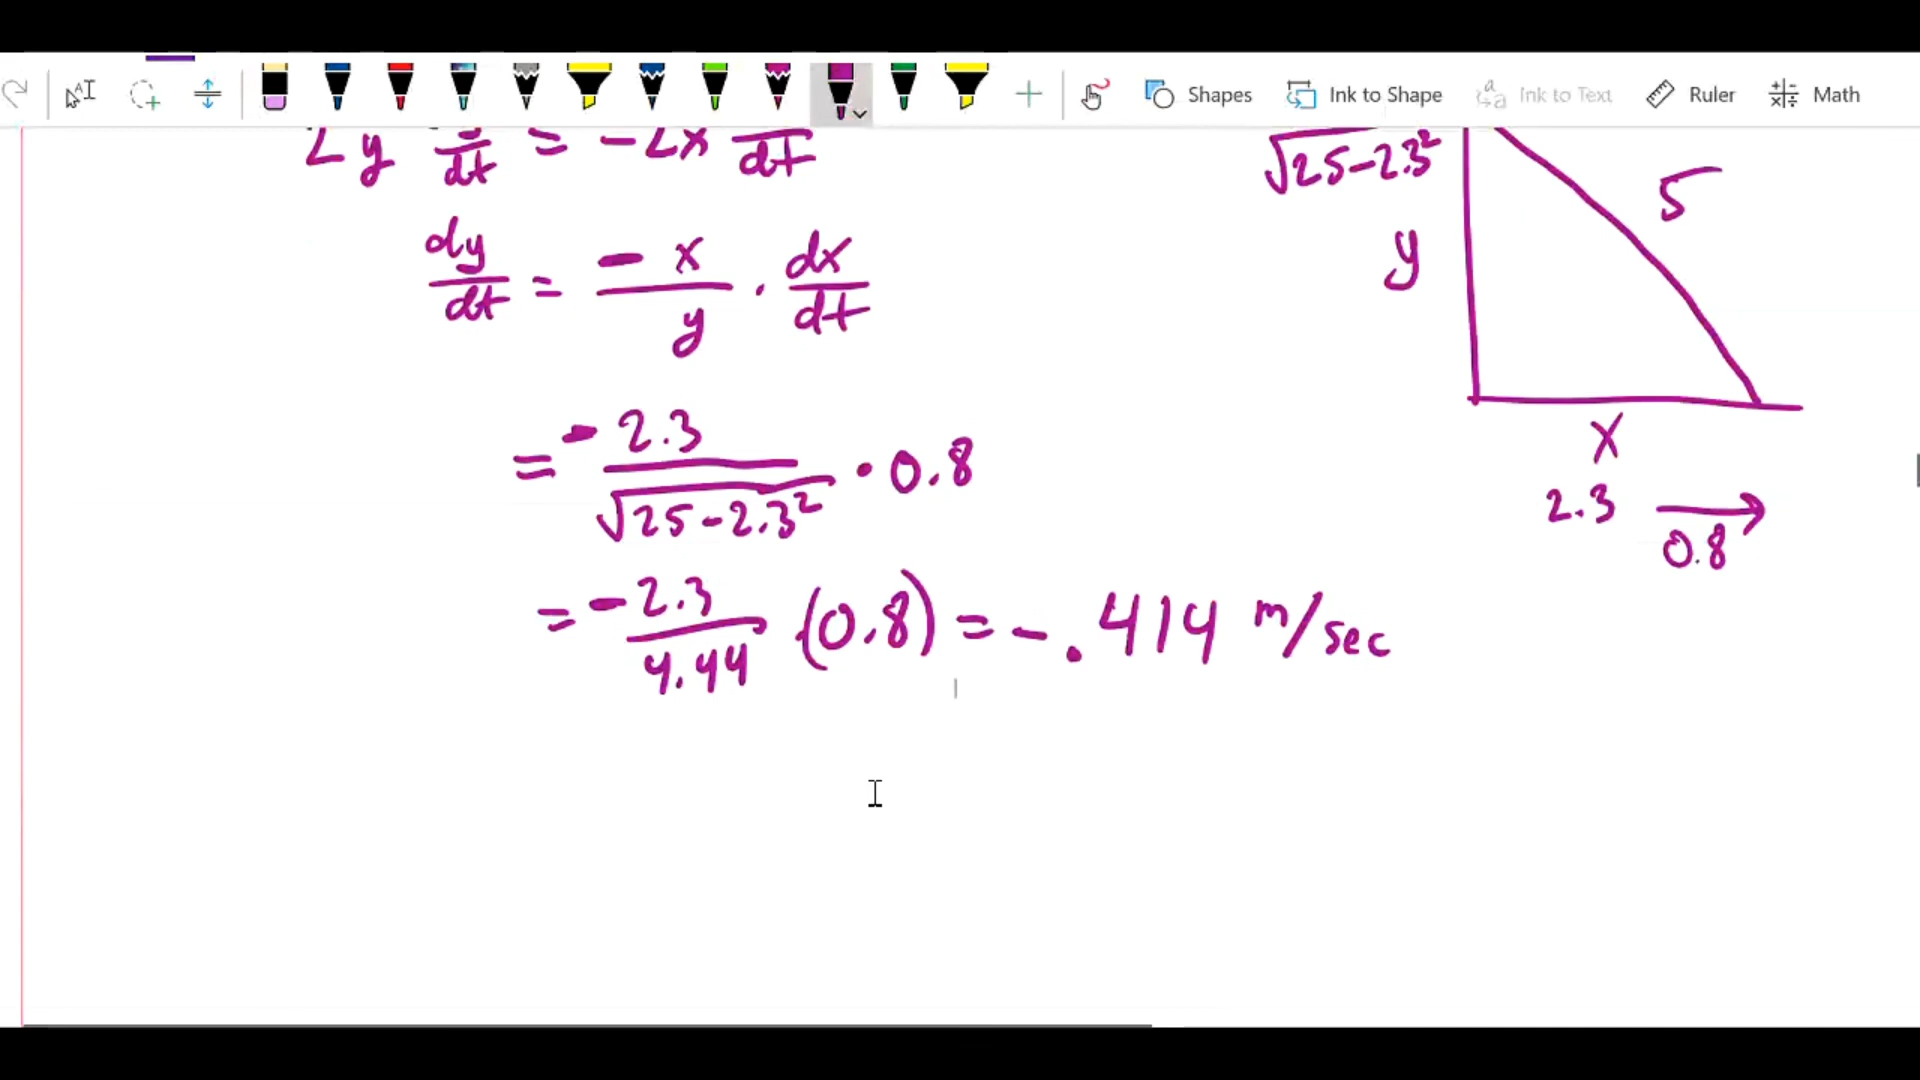 Shapes Ink to Shape Ink to Text Ruler Math
2y dy/dt = -2x dx/dt
dy/dt = -x/y · dx/dt
= -2.3/√25-2.3² · 0.8
= -2.3/4.44 (0.8) = -.414 m/sec
√25-2.3²
5
y
x
2.3
0.8